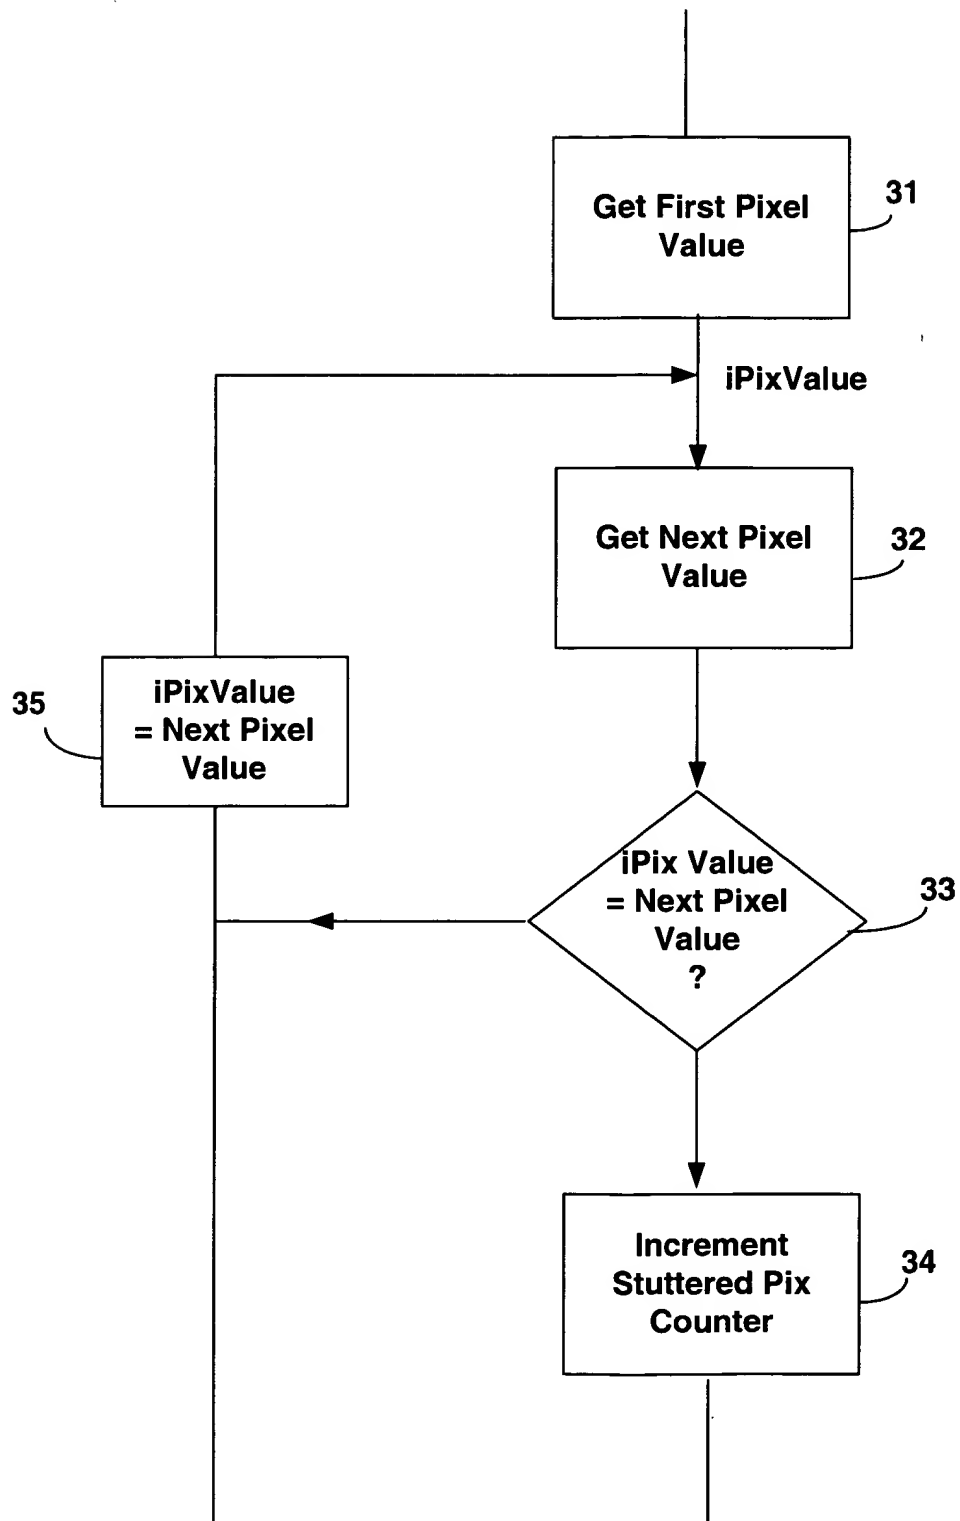 Get First Pixel
Value
31
iPixValue
Get Next Pixel
Value
32
iPixValue
= Next Pixel
Value
35
iPix Value
= Next Pixel
Value
?
33
Increment
Stuttered Pix
Counter
34